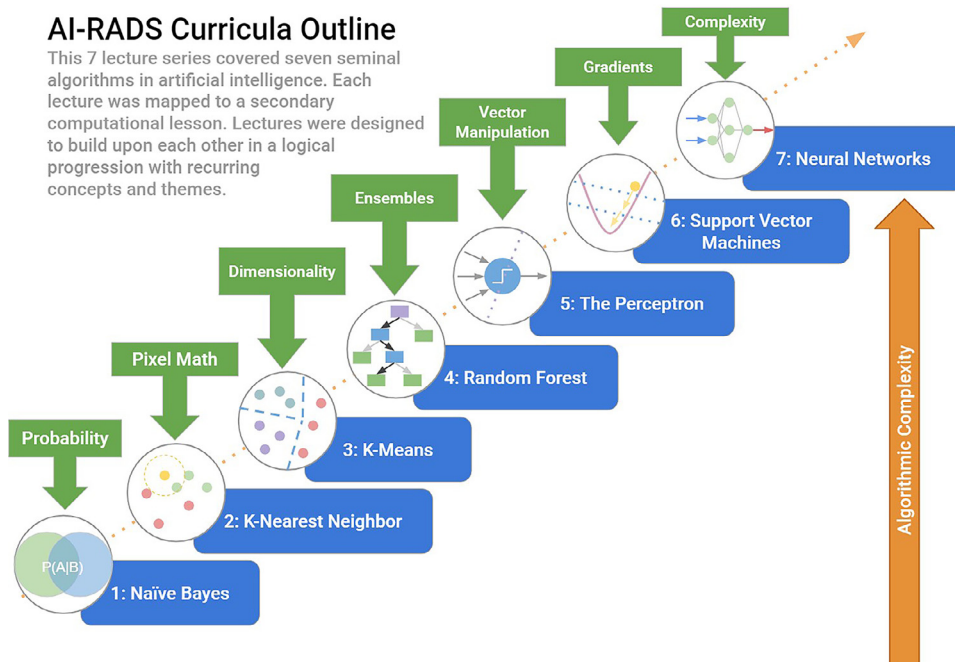 AI-RADS Curricula Outline
This 7 lecture series covered seven seminal
algorithms in artificial intelligence. Each
lecture was mapped to a secondary
computational lesson. Lectures were designed
to build upon each other in a logical
progression with recurring
concepts and themes.
Complexity
Gradients
Vector
Manipulation
Ensembles
Dimensionality
Pixel Math
Probability
7: Neural Networks
6: Support Vector
Machines
5: The Perceptron
4: Random Forest
3: K-Means
2: K-Nearest Neighbor
P(A|B)
1: Naïve Bayes
Algorithmic Complexity